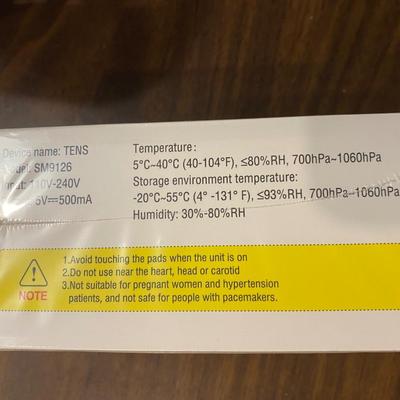 Device name: TENS
Model: SM9126
Input: 110V-240V
5V⎓500mA
Temperature:
5°C~40°C (40-104°F), ≤80%RH, 700hPa~1060hPa
Storage environment temperature:
-20°C~55°C (4° -131° F), ≤93%RH, 700hPa~1060hPa
Humidity: 30%-80%RH
NOTE
1.Avoid touching the pads when the unit is on
2.Do not use near the heart, head or carotid
3.Not suitable for pregnant women and hypertension
patients, and not safe for people with pacemakers.